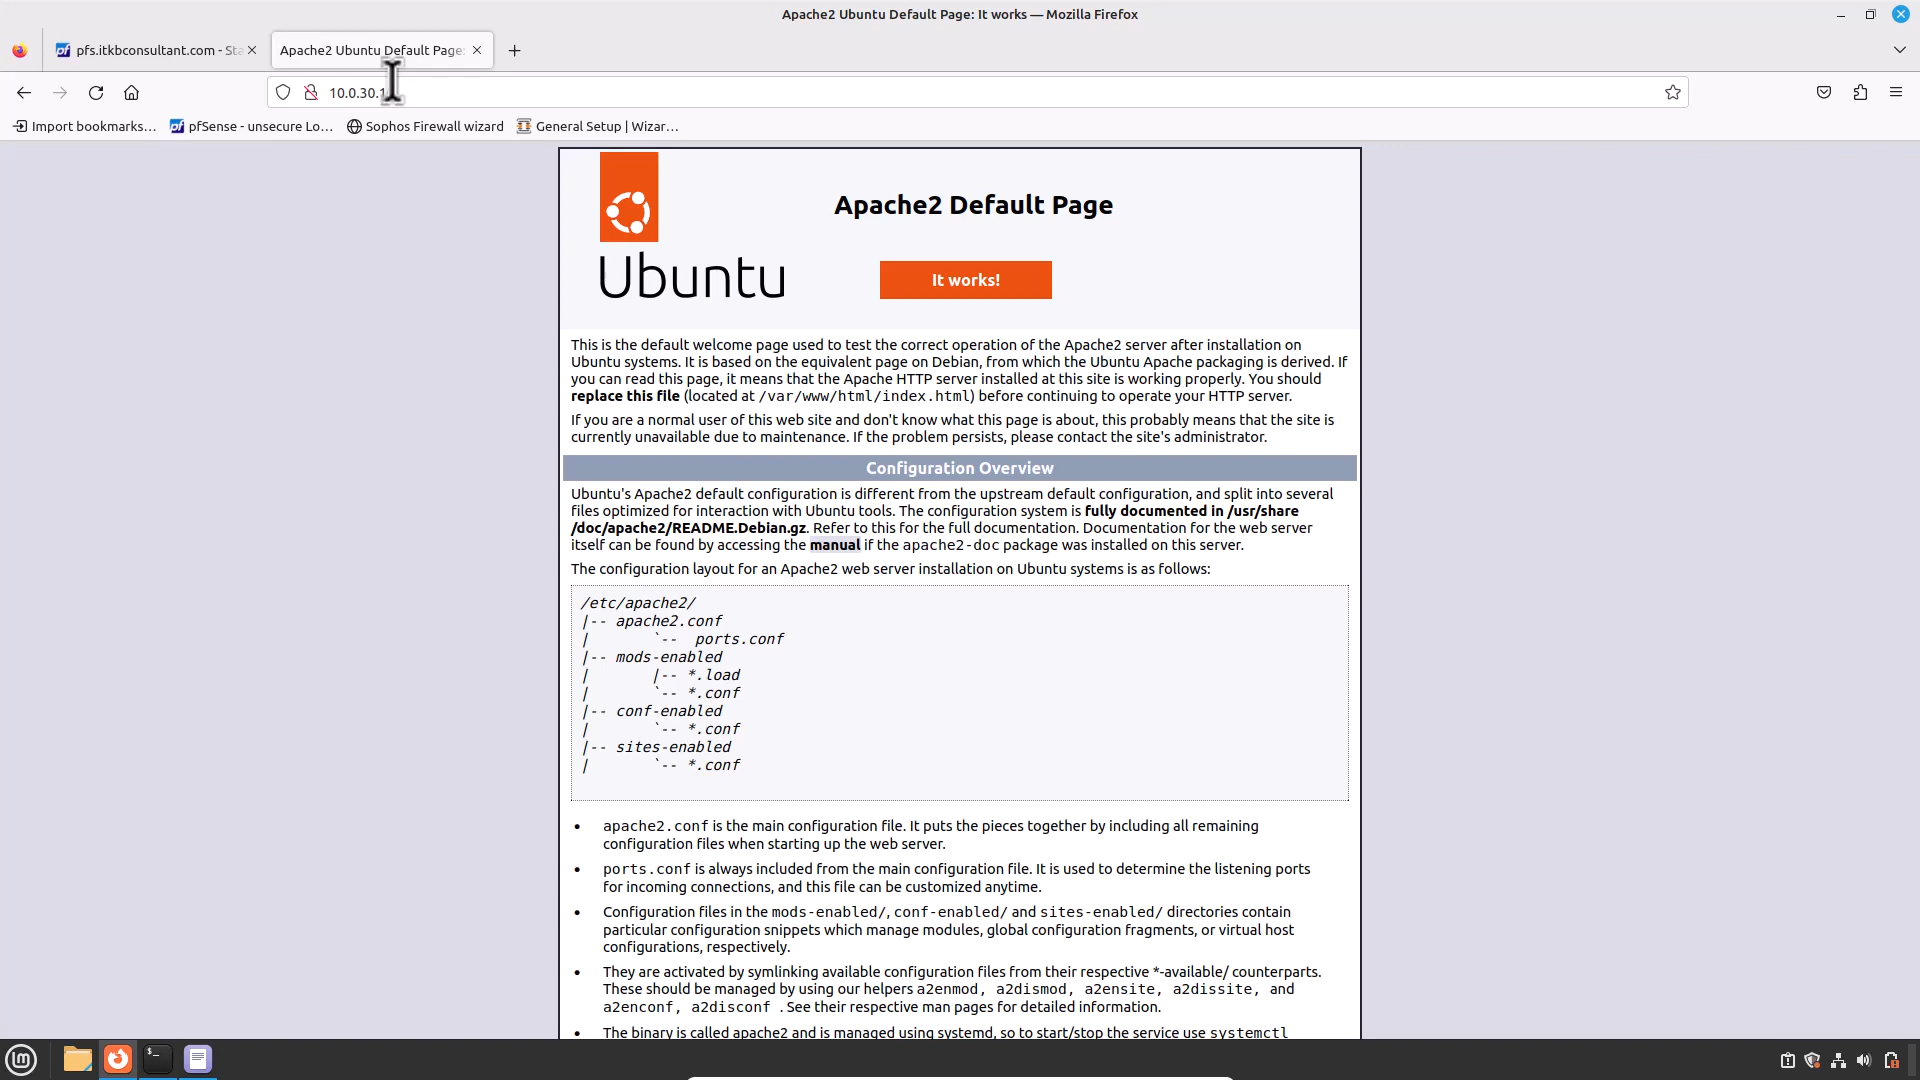 Apache2 Ubuntu Default Page: It works — Mozilla Firefox
pfs.itkbconsultant.com - Sta
Apache2 Ubuntu Default Page:
10.0.30.1
Import bookmarks...
pfSense - unsecure Lo...
Sophos Firewall wizard
General Setup | Wizar...
Apache2 Default Page
Ubuntu
It works!
This is the default welcome page used to test the correct operation of the Apache2 server after installation on
Ubuntu systems. It is based on the equivalent page on Debian, from which the Ubuntu Apache packaging is derived. If
you can read this page, it means that the Apache HTTP server installed at this site is working properly. You should
replace this file (located at /var/www/html/index.html) before continuing to operate your HTTP server.
If you are a normal user of this web site and don't know what this page is about, this probably means that the site is
currently unavailable due to maintenance. If the problem persists, please contact the site's administrator.
Configuration Overview
Ubuntu's Apache2 default configuration is different from the upstream default configuration, and split into several
files optimized for interaction with Ubuntu tools. The configuration system is fully documented in /usr/share
/doc/apache2/README.Debian.gz. Refer to this for the full documentation. Documentation for the web server
itself can be found by accessing the manual if the apache2-doc package was installed on this server.
The configuration layout for an Apache2 web server installation on Ubuntu systems is as follows:
/etc/apache2/
|-- apache2.conf
|       `--  ports.conf
|-- mods-enabled
|       |-- *.load
|       `-- *.conf
|-- conf-enabled
|       `-- *.conf
|-- sites-enabled
|       `-- *.conf
• apache2.conf is the main configuration file. It puts the pieces together by including all remaining
configuration files when starting up the web server.
• ports.conf is always included from the main configuration file. It is used to determine the listening ports
for incoming connections, and this file can be customized anytime.
• Configuration files in the mods-enabled/, conf-enabled/ and sites-enabled/ directories contain
particular configuration snippets which manage modules, global configuration fragments, or virtual host
configurations, respectively.
• They are activated by symlinking available configuration files from their respective *-available/ counterparts.
These should be managed by using our helpers a2enmod, a2dismod, a2ensite, a2dissite, and
a2enconf, a2disconf . See their respective man pages for detailed information.
• The binary is called apache2 and is managed using systemd, so to start/stop the service use systemctl